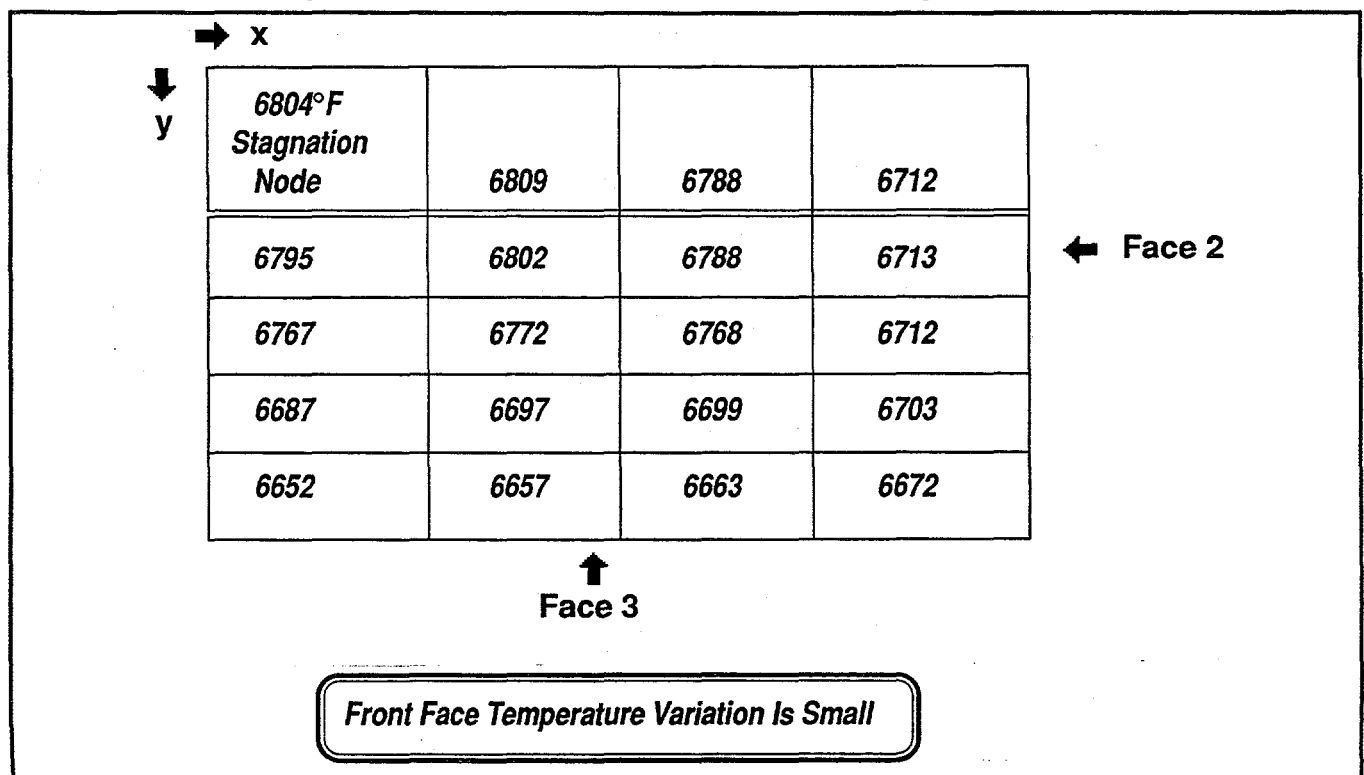 x
y
6804°F
Stagnation
Node 6809 6788 6712
6795 6802 6788 6713
Face 2
6767 6772 6768 6712
6687 6697 6699 6703
6652 6657 6663 6672
Face 3
Front Face Temperature Variation Is Small